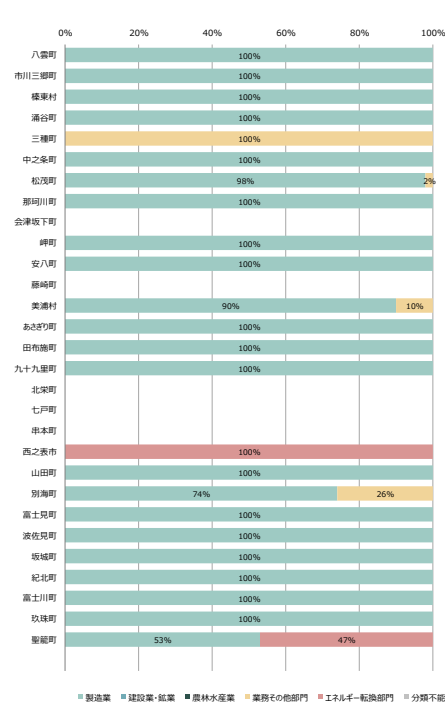 0% 20% 40% 60% 80% 100%
八雲町 100%
市川三郷町 100%
榛東村 100%
涌谷町 100%
三種町 100%
中之条町 100%
松茂町 98% 2%
那珂川町 100%
会津坂下町
岬町 100%
安八町 100%
藤崎町
美浦村 90% 10%
あさぎり町 100%
田布施町 100%
九十九里町 100%
北栄町
七戸町
串本町
西之表市 100%
山田町 100%
別海町 74% 26%
富士見町 100%
波佐見町 100%
坂城町 100%
紀北町 100%
富士川町 100%
玖珠町 100%
聖籠町 53% 47%
製造業 建設業・鉱業 農林水産業 業務その他部門 エネルギー転換部門 分類不能